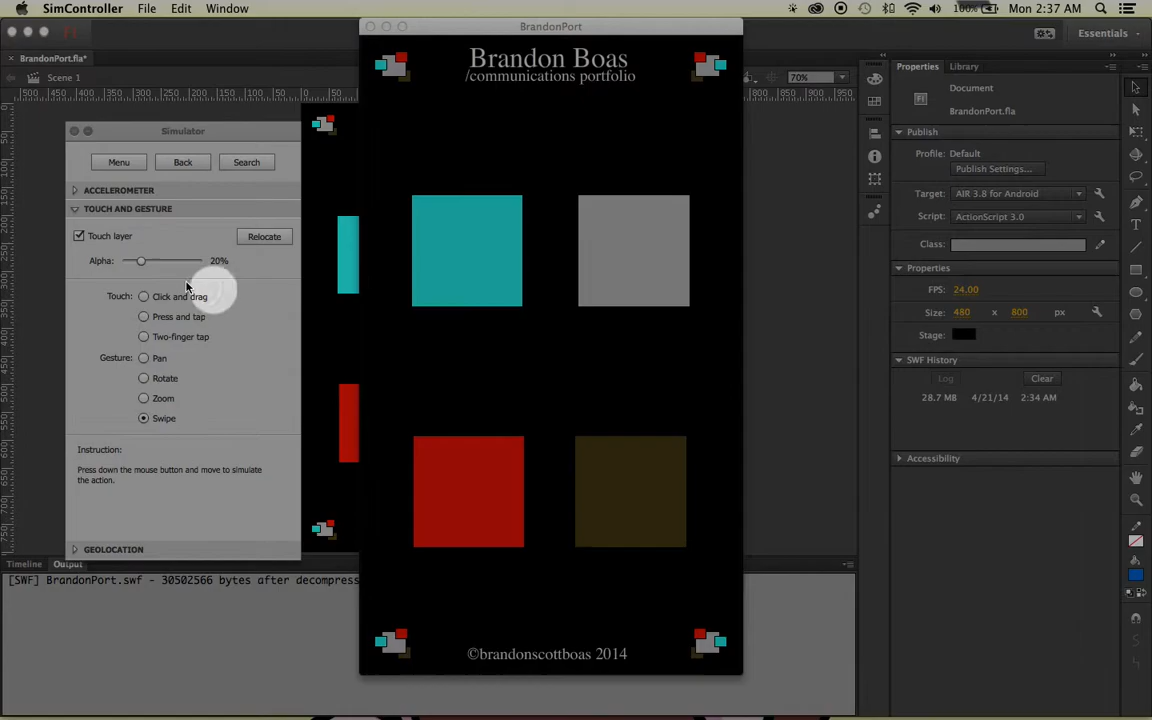 SimController File Edit Window
100% Mon 2:37 AM
BrandonPort
Essentials
BrandonPort.fla*
Scene 1
70%
Simulator
Menu Back Search
ACCELEROMETER
TOUCH AND GESTURE
Touch layer Relocate
Alpha: 20%
Touch: Click and drag
Press and tap
Two-finger tap
Gesture: Pan
Rotate
Zoom
Swipe
Instruction:
Press down the mouse button and move to simulate
the action.
GEOLOCATION
Brandon Boas
/communications portfolio
©brandonscottboas 2014
Timeline Output
[SWF] BrandonPort.swf - 30502566 bytes after decompress
Properties Library
Document
Fl BrandonPort.fla
Publish
Profile: Default
Publish Settings...
Target: AIR 3.8 for Android
Script: ActionScript 3.0
Class:
Properties
FPS: 24.00
Size: 480 x 800 px
Stage:
SWF History
Log Clear
28.7 MB 4/21/14 2:34 AM
Accessibility